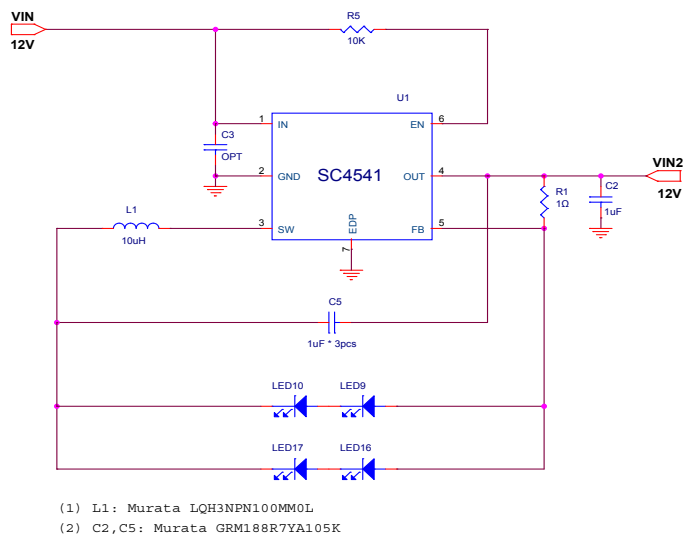 VIN
12V
R5
10K
U1
1
IN
EN
6
C3
OPT
2
GND
SC4541
OUT
4
VIN2
12V
R1
1Ω
C2
1uF
L1
10uH
3
SW
EDP
7
FB
5
C5
1uF * 3pcs
LED10
LED9
LED17
LED16
(1) L1: Murata LQH3NPN100MM0L
(2) C2,C5: Murata GRM188R7YA105K